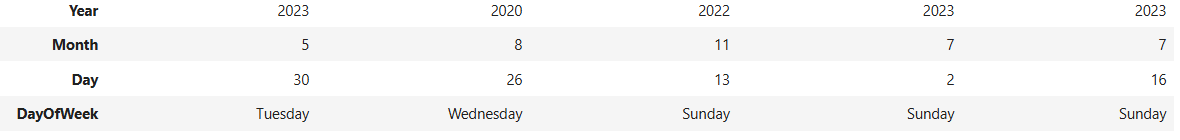 Year 2023 2020 2022 2023 2023
Month 5 8 11 7 7
Day 30 26 13 2 16
DayOfWeek Tuesday Wednesday Sunday Sunday Sunday